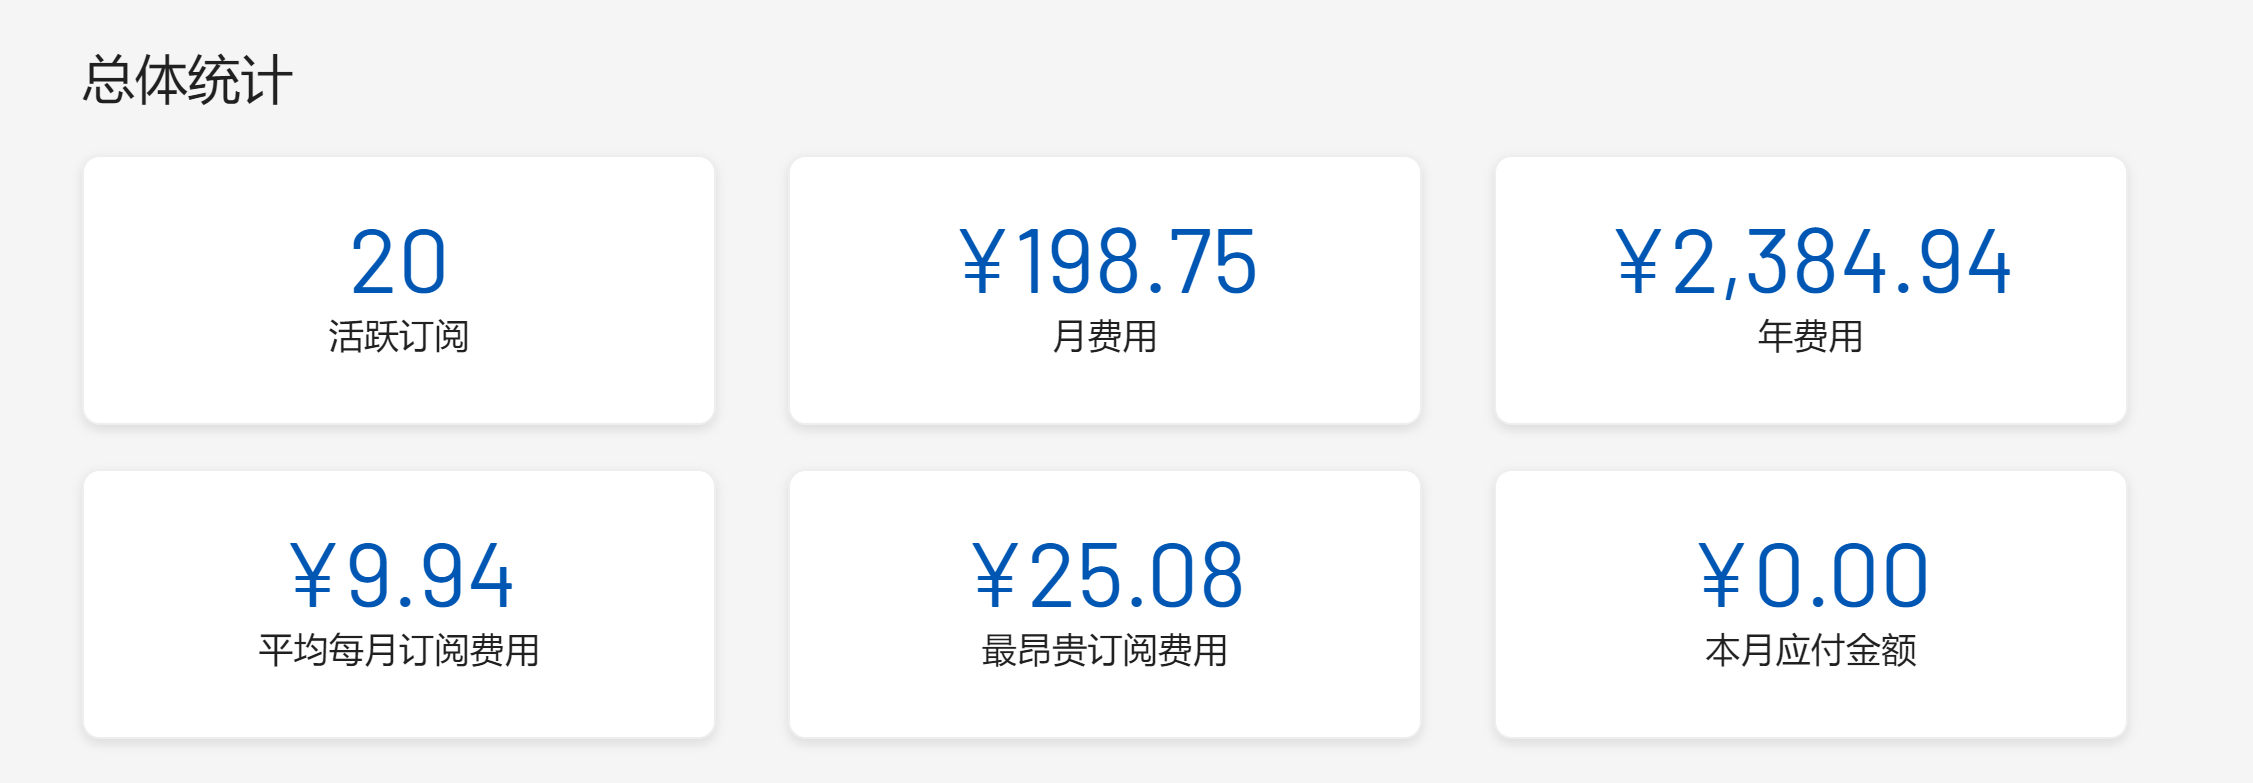 总体统计
20
活跃订阅
¥198.75
月费用
¥2,384.94
年费用
¥9.94
平均每月订阅费用
¥25.08
最昂贵订阅费用
¥0.00
本月应付金额